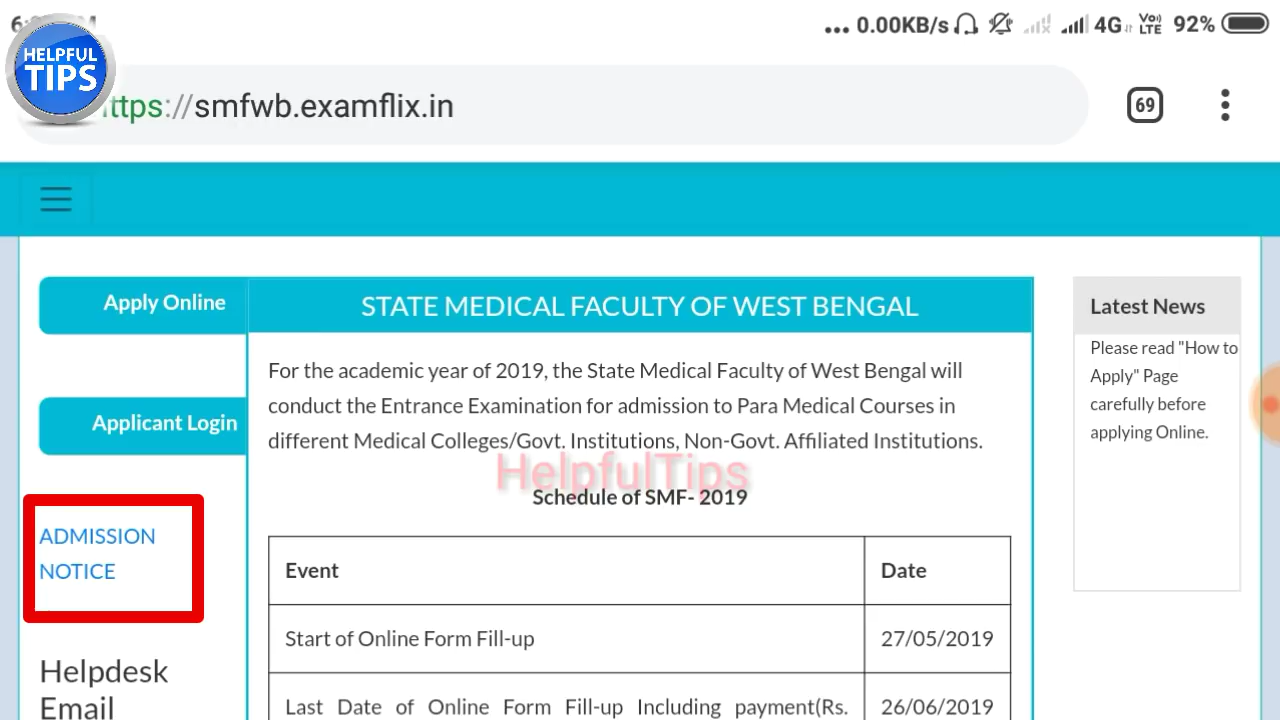 0.00KB/s 4G Vo) LTE 92%
HELPFUL
TIPS
https://smfwb.examflix.in
69
Apply Online
Applicant Login
ADMISSION
NOTICE
Helpdesk
Email
STATE MEDICAL FACULTY OF WEST BENGAL
For the academic year of 2019, the State Medical Faculty of West Bengal will
conduct the Entrance Examination for admission to Para Medical Courses in
different Medical Colleges/Govt. Institutions, Non-Govt. Affiliated Institutions.
HelpfulTips
Schedule of SMF- 2019
Event Date
Start of Online Form Fill-up 27/05/2019
Last Date of Online Form Fill-up Including payment(Rs. 26/06/2019
Latest News
Please read "How to
Apply" Page
carefully before
applying Online.